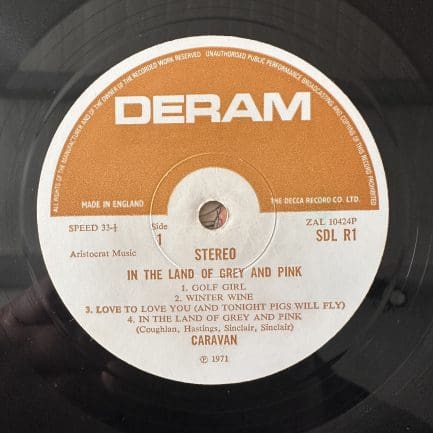 ALL RIGHTS OF THE MANUFACTURER AND OF THE OWNER OF THE RECORDED WORK RESERVED UNAUTHORISED PUBLIC PERFORMANCE BROADCASTING AND COPYING OF THIS RECORD PROHIBITED
DERAM
MADE IN ENGLAND THE DECCA RECORD CO. LTD.
SPEED 33⅓ Side ZAL 10424P
1 SDL R1
Aristocrat Music STEREO
IN THE LAND OF GREY AND PINK
1. GOLF GIRL
2. WINTER WINE
3. LOVE TO LOVE YOU (AND TONIGHT PIGS WILL FLY)
4. IN THE LAND OF GREY AND PINK
(Coughlan, Hastings, Sinclair, Sinclair)
CARAVAN
℗ 1971